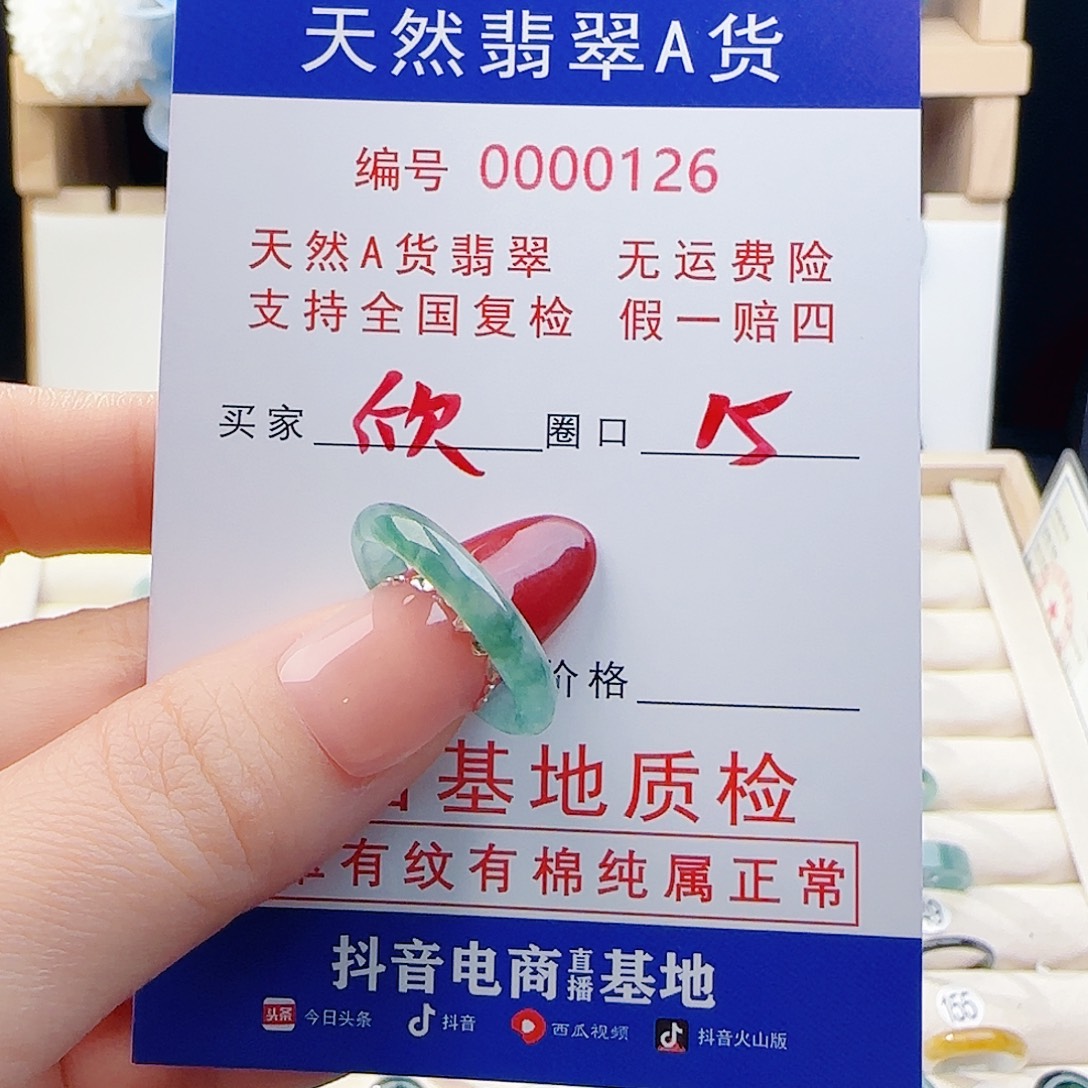 天然翡翠A货
编号 0000126
天然A货翡翠 无运费险
支持全国复检 假一赔四
买家 欣 圈口 15
价格
基地质检
有纹有棉纯属正常
抖音电商直播基地
头条 今日头条 抖音 西瓜视频 抖音火山版
155